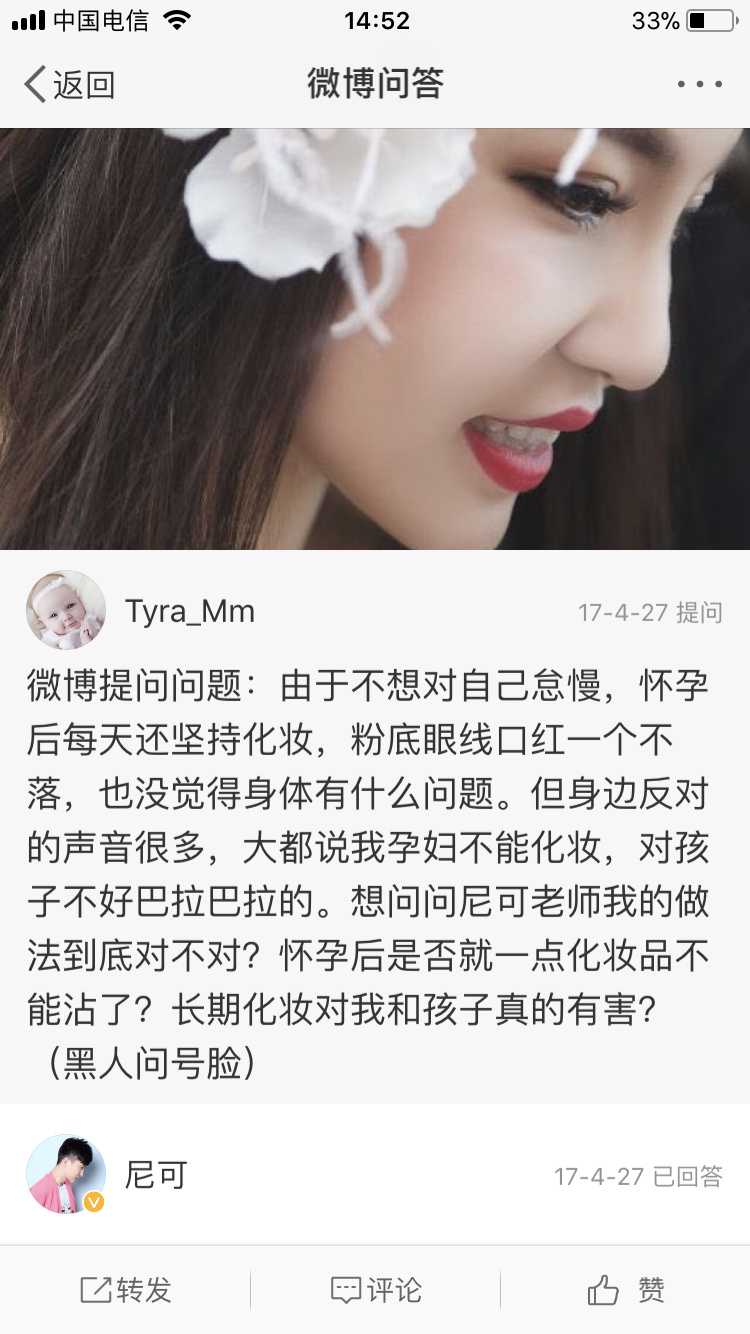 中国电信 14:52 33%
返回 微博问答
Tyra_Mm 17-4-27 提问
微博提问问题：由于不想对自己怠慢，怀孕
后每天还坚持化妆，粉底眼线口红一个不
落，也没觉得身体有什么问题。但身边反对
的声音很多，大都说我孕妇不能化妆，对孩
子不好巴拉巴拉的。想问问尼可老师我的做
法到底对不对？怀孕后是否就一点化妆品不
能沾了？长期化妆对我和孩子真的有害？
（黑人问号脸）
尼可 17-4-27 已回答
转发 评论 赞